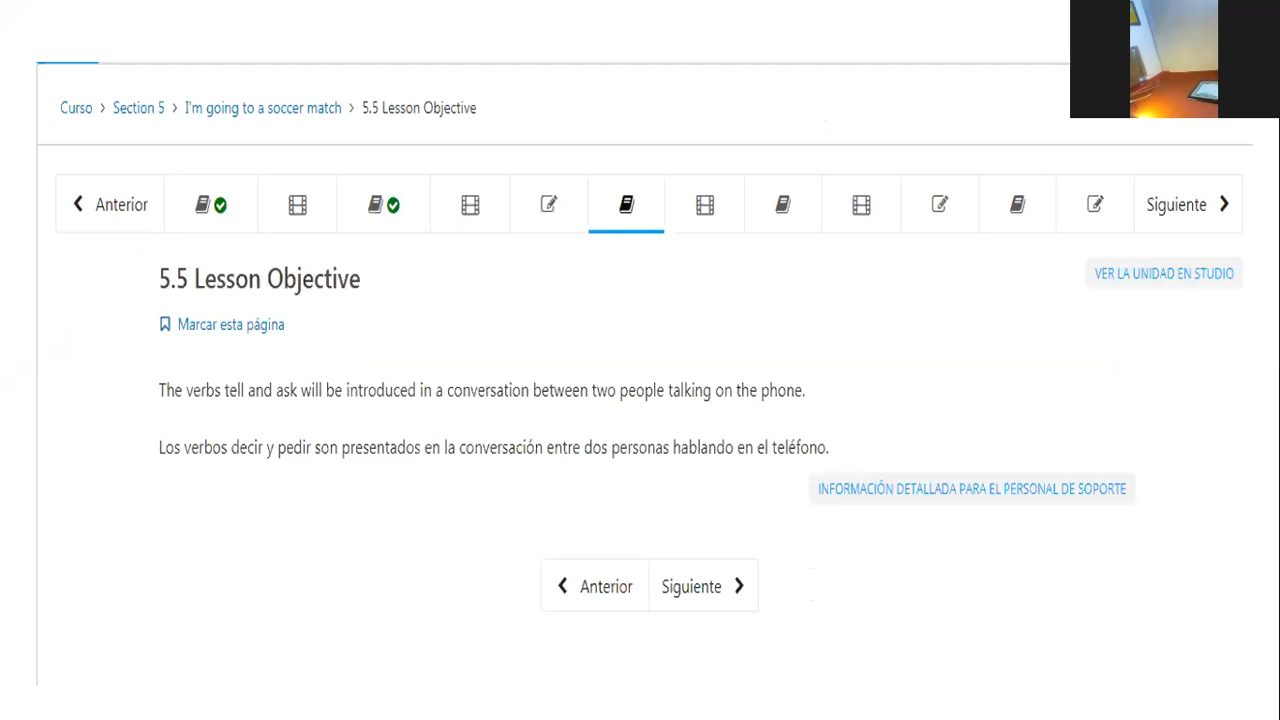 Curso > Section 5 > I'm going to a soccer match > 5.5 Lesson Objective
Anterior
Siguiente
5.5 Lesson Objective
VER LA UNIDAD EN STUDIO
Marcar esta página
The verbs tell and ask will be introduced in a conversation between two people talking on the phone.
Los verbos decir y pedir son presentados en la conversación entre dos personas hablando en el teléfono.
INFORMACIÓN DETALLADA PARA EL PERSONAL DE SOPORTE
Anterior
Siguiente